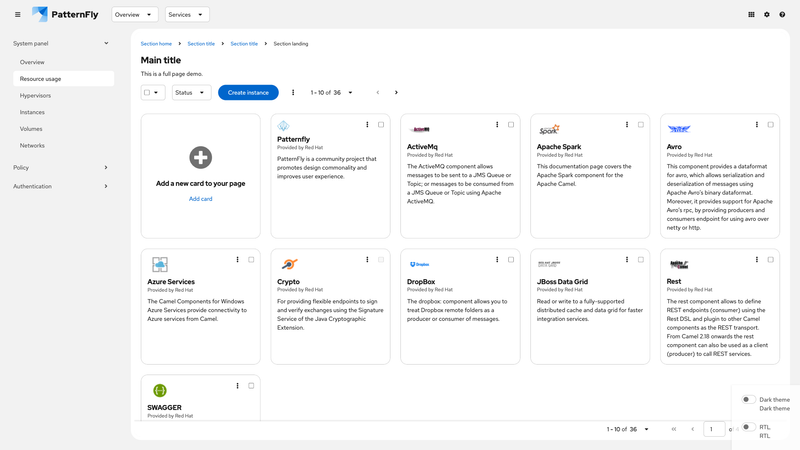 PatternFly
Overview
Services
System panel
Overview
Resource usage
Hypervisors
Instances
Volumes
Networks
Policy
Authentication
Section home
Section title
Section title
Section landing
Main title
This is a full page demo.
Status
Create instance
1 - 10 of 36
Add a new card to your page
Add card
Patternfly
Provided by Red Hat
PatternFly is a community project that
promotes design commonality and
improves user experience.
ActiveMQ
ActiveMq
Provided by Red Hat
The ActiveMQ component allows
messages to be sent to a JMS Queue or
Topic; or messages to be consumed from
a JMS Queue or Topic using Apache
ActiveMQ.
Spark
Apache Spark
Provided by Red Hat
This documentation page covers the
Apache Spark component for the
Apache Camel.
Avro
Provided by Red Hat
This component provides a dataformat
for avro, which allows serialization and
deserialization of messages using
Apache Avro's binary dataformat.
Moreover, it provides support for Apache
Avro's rpc, by providing producers and
consumers endpoint for using avro over
netty or http.
Azure Services
Provided by Red Hat
The Camel Components for Windows
Azure Services provide connectivity to
Azure services from Camel.
Crypto
Provided by Red Hat
For providing flexible endpoints to sign
and verify exchanges using the Signature
Service of the Java Cryptographic
Extension.
Dropbox
DropBox
Provided by Red Hat
The dropbox: component allows you to
treat Dropbox remote folders as a
producer or consumer of messages.
JBoss Data Grid
Provided by Red Hat
Read or write to a fully-supported
distributed cache and data grid for faster
integration services.
Rest
Provided by Red Hat
The rest component allows to define
REST endpoints (consumer) using the
Rest DSL and plugin to other Camel
components as the REST transport.
From Camel 2.18 onwards the rest
component can also be used as a client
(producer) to call REST services.
SWAGGER
Provided by Red Hat
1 - 10 of 36
1
Dark theme
Dark theme
RTL
RTL